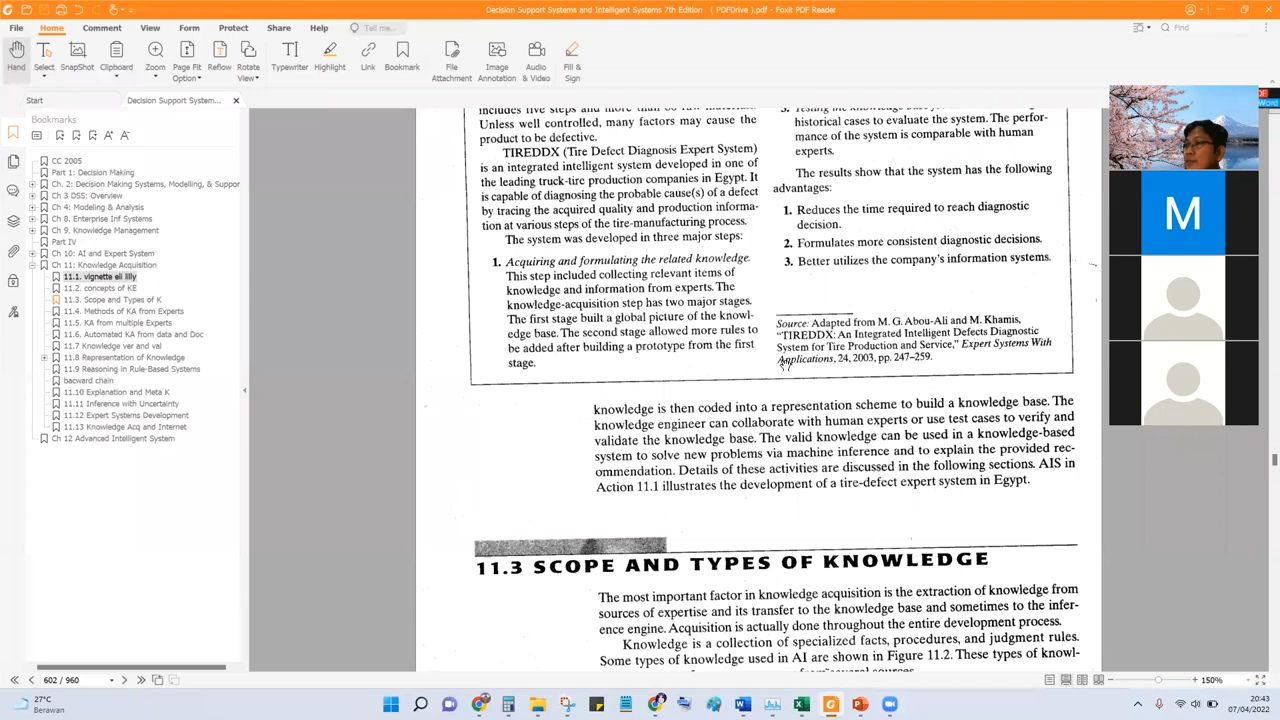 Decision Support Systems and Intelligent Systems 7th Edition ( PDFDrive ).pdf - Foxit PDF Reader
File Home Comment View Form Protect Share Help Tell me... Find
Hand Select SnapShot Clipboard Zoom Page Fit Option Reflow Rotate View Typewriter Highlight Link Bookmark File Attachment Image Annotation Audio & Video Fill & Sign
Start Decision Support System...
Bookmarks
CC 2005
Part 1: Decision Making
Ch. 2: Decision Making Systems, Modelling, & Suppor
Ch 3 DSS: Overview
Ch 4: Modeling & Analysis
Ch 8. Enterprise Inf Systems
Ch 9. Knowledge Management
Part IV
Ch 10: AI and Expert System
Ch 11: Knowledge Acquisition
11.1. vignette eli lilly
11.2. concepts of KE
11.3. Scope and Types of K
11.4. Methods of KA from Experts
11.5. KA from multiple Experts
11.6. Automated KA from data and Doc
11.7 Knowledge ver and val
11.8 Representation of Knowledge
11.9 Reasoning in Rule-Based Systems
bacward chain
11.10 Explanation and Meta K
11.11 Inference with Uncertainty
11.12 Expert Systems Development
11.13 Knowledge Acq and Internet
Ch 12 Advanced Intelligent System
includes five steps and more than
Unless well controlled, many factors may cause the
product to be defective.
TIREDDX (Tire Defect Diagnosis Expert System)
is an integrated intelligent system developed in one of
the leading truck-tire production companies in Egypt. It
is capable of diagnosing the probable cause(s) of a defect
by tracing the acquired quality and production informa-
tion at various steps of the tire-manufacturing process.
The system was developed in three major steps:
1. Acquiring and formulating the related knowledge.
This step included collecting relevant items of
knowledge and information from experts. The
knowledge-acquisition step has two major stages.
The first stage built a global picture of the knowl-
edge base. The second stage allowed more rules to
be added after building a prototype from the first
stage.
3. Testing the knowledge base
historical cases to evaluate the system. The perfor-
mance of the system is comparable with human
experts.
The results show that the system has the following
advantages:
1. Reduces the time required to reach diagnostic
decision.
2. Formulates more consistent diagnostic decisions.
3. Better utilizes the company's information systems.
Source: Adapted from M. G. Abou-Ali and M. Khamis,
"TIREDDX: An Integrated Intelligent Defects Diagnostic
System for Tire Production and Service," Expert Systems With
Applications, 24, 2003, pp. 247–259.
knowledge is then coded into a representation scheme to build a knowledge base. The
knowledge engineer can collaborate with human experts or use test cases to verify and
validate the knowledge base. The valid knowledge can be used in a knowledge-based
system to solve new problems via machine inference and to explain the provided rec-
ommendation. Details of these activities are discussed in the following sections. AIS in
Action 11.1 illustrates the development of a tire-defect expert system in Egypt.
11.3 SCOPE AND TYPES OF KNOWLEDGE
The most important factor in knowledge acquisition is the extraction of knowledge from
sources of expertise and its transfer to the knowledge base and sometimes to the infer-
ence engine. Acquisition is actually done throughout the entire development process.
Knowledge is a collection of specialized facts, procedures, and judgment rules.
Some types of knowledge used in AI are shown in Figure 11.2. These types of knowl-
from several sources
Word
M
602 / 960
150%
27°C
Berawan
20:43
07/04/2022